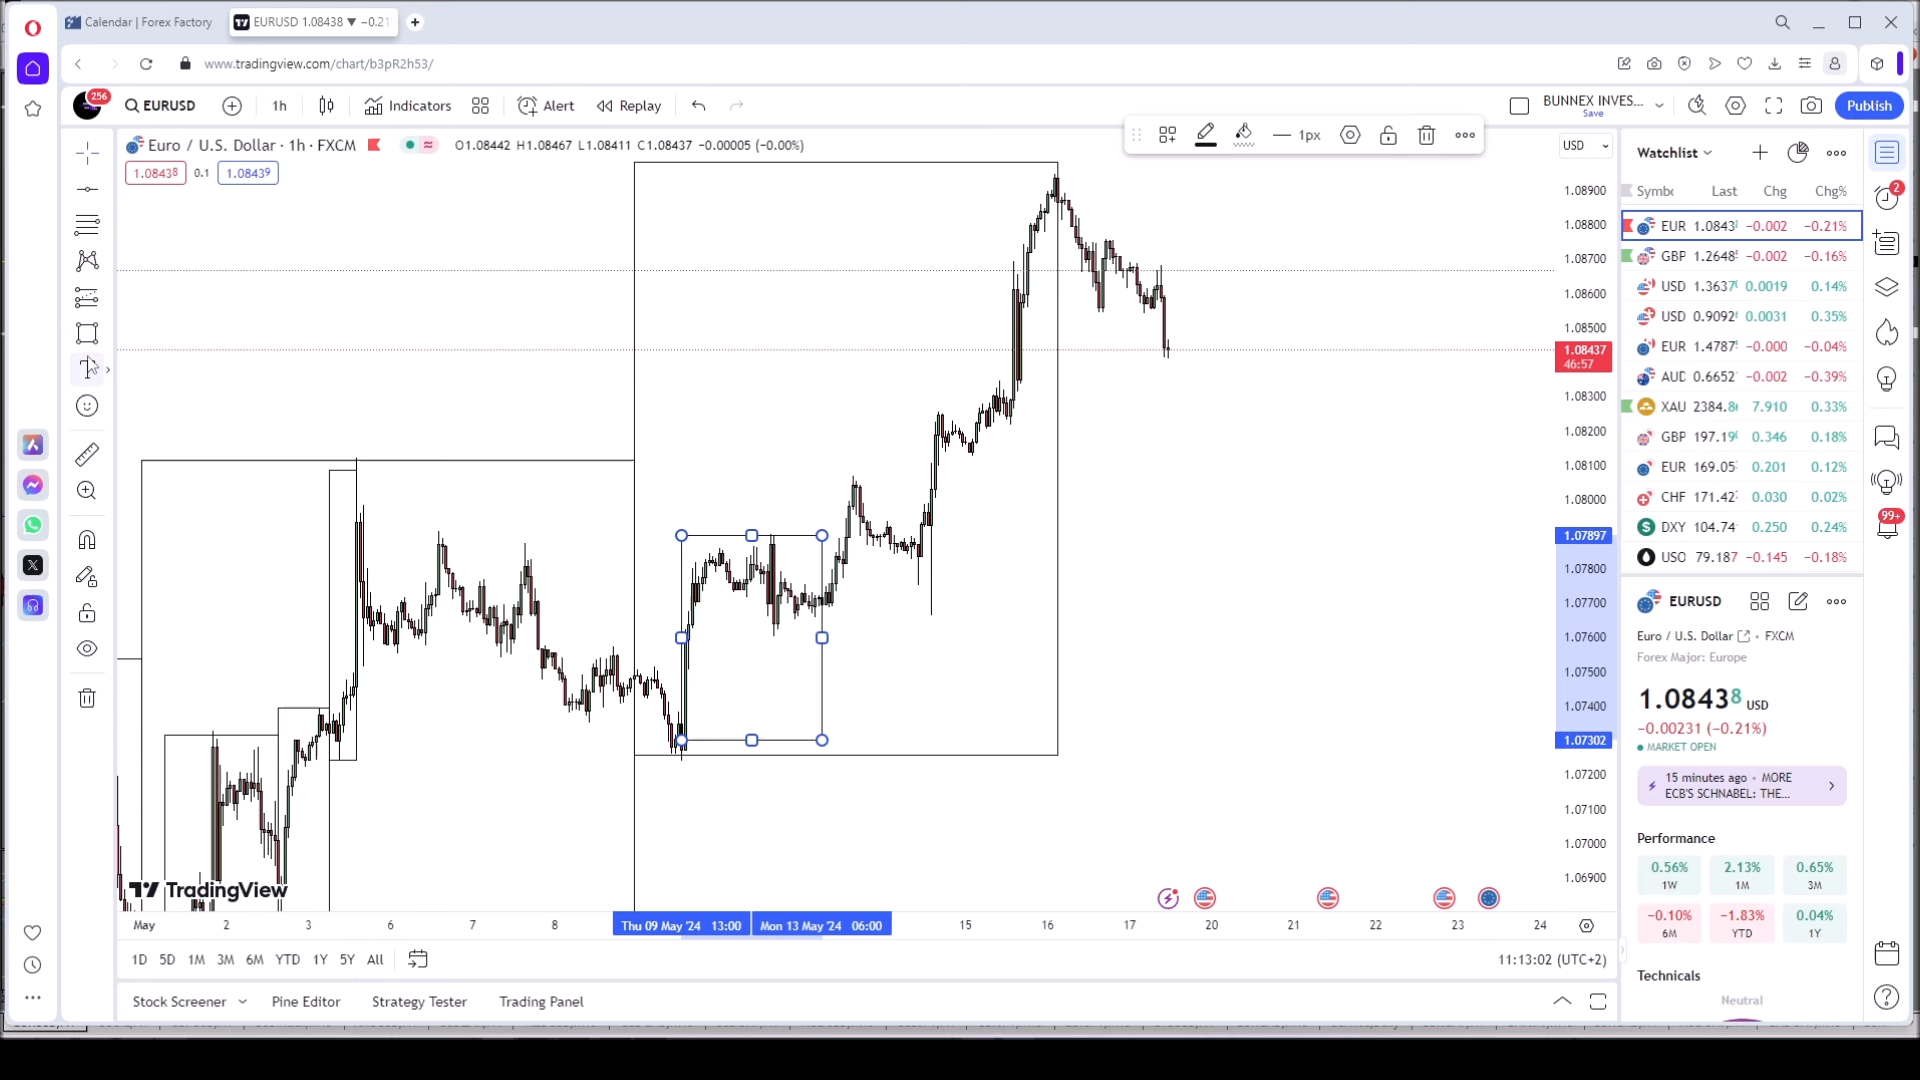 Calendar | Forex Factory
EURUSD 1.08438 ▼ −0.21
www.tradingview.com/chart/b3pR2h53/
256
EURUSD
1h
Indicators
Alert
Replay
BUNNEX INVES...
Save
Publish
Euro / U.S. Dollar · 1h · FXCM
O1.08442 H1.08467 L1.08411 C1.08437 −0.00005 (−0.00%)
1.08438 0.1 1.08439
1px
USD
1.08900
1.08800
1.08700
1.08600
1.08500
1.08437
46:57
1.08300
1.08200
1.08100
1.08000
1.07897
1.07800
1.07700
1.07600
1.07500
1.07400
1.07302
1.07200
1.07100
1.07000
1.06900
TradingView
May 2 3 6 7 8 Thu 09 May '24 13:00 Mon 13 May '24 06:00 15 16 17 20 21 22 23 24
1D 5D 1M 3M 6M YTD 1Y 5Y All
11:13:02 (UTC+2)
Stock Screener Pine Editor Strategy Tester Trading Panel
Watchlist
Last Chg Chg%
EUR 1.0843 −0.002 −0.21%
GBP 1.2648 −0.002 −0.16%
USD 1.3637 0.0019 0.14%
USD 0.9092 0.0031 0.35%
EUR 1.4787 −0.000 −0.04%
AUD 0.6652 −0.002 −0.39%
XAU 2384.8 7.910 0.33%
GBP 197.19 0.346 0.18%
EUR 169.05 0.201 0.12%
CHF 171.42 0.030 0.02%
DXY 104.74 0.250 0.24%
USO 79.187 −0.145 −0.18%
EURUSD
Euro / U.S. Dollar • FXCM
Forex Major: Europe
1.08438 USD
−0.00231 (−0.21%)
MARKET OPEN
15 minutes ago • MORE
ECB'S SCHNABEL: THE...
Performance
0.56% 2.13% 0.65%
1W 1M 3M
−0.10% −1.83% 0.04%
6M YTD 1Y
Technicals
Neutral
2
99+